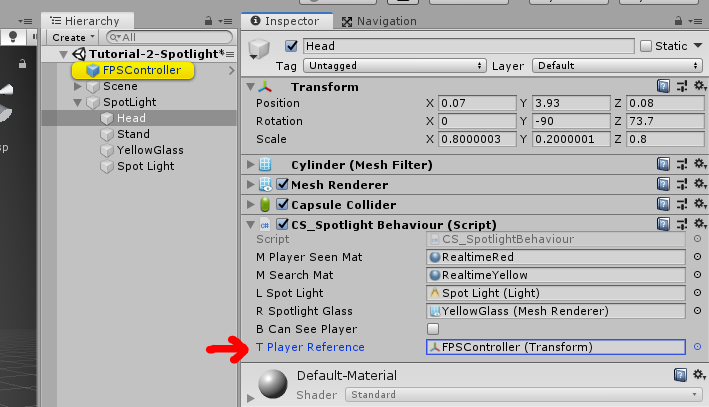 Hierarchy
Inspector
Navigation
Create
All
Head
Static
Tutorial-2-Spotlight*
Tag Untagged Layer Default
FPSController
Scene
Transform
SpotLight
Position X 0.07 Y 3.93 Z 0.08
Head
Rotation X 0 Y -90 Z 73.7
Stand
Scale X 0.8000003 Y 0.2000001 Z 0.8
YellowGlass
Spot Light
Cylinder (Mesh Filter)
Mesh Renderer
Capsule Collider
CS_Spotlight Behaviour (Script)
Script CS_SpotlightBehaviour
M Player Seen Mat RealtimeRed
M Search Mat RealtimeYellow
L Spot Light Spot Light (Light)
R Spotlight Glass YellowGlass (Mesh Renderer)
B Can See Player
T Player Reference FPSController (Transform)
Default-Material
Shader Standard